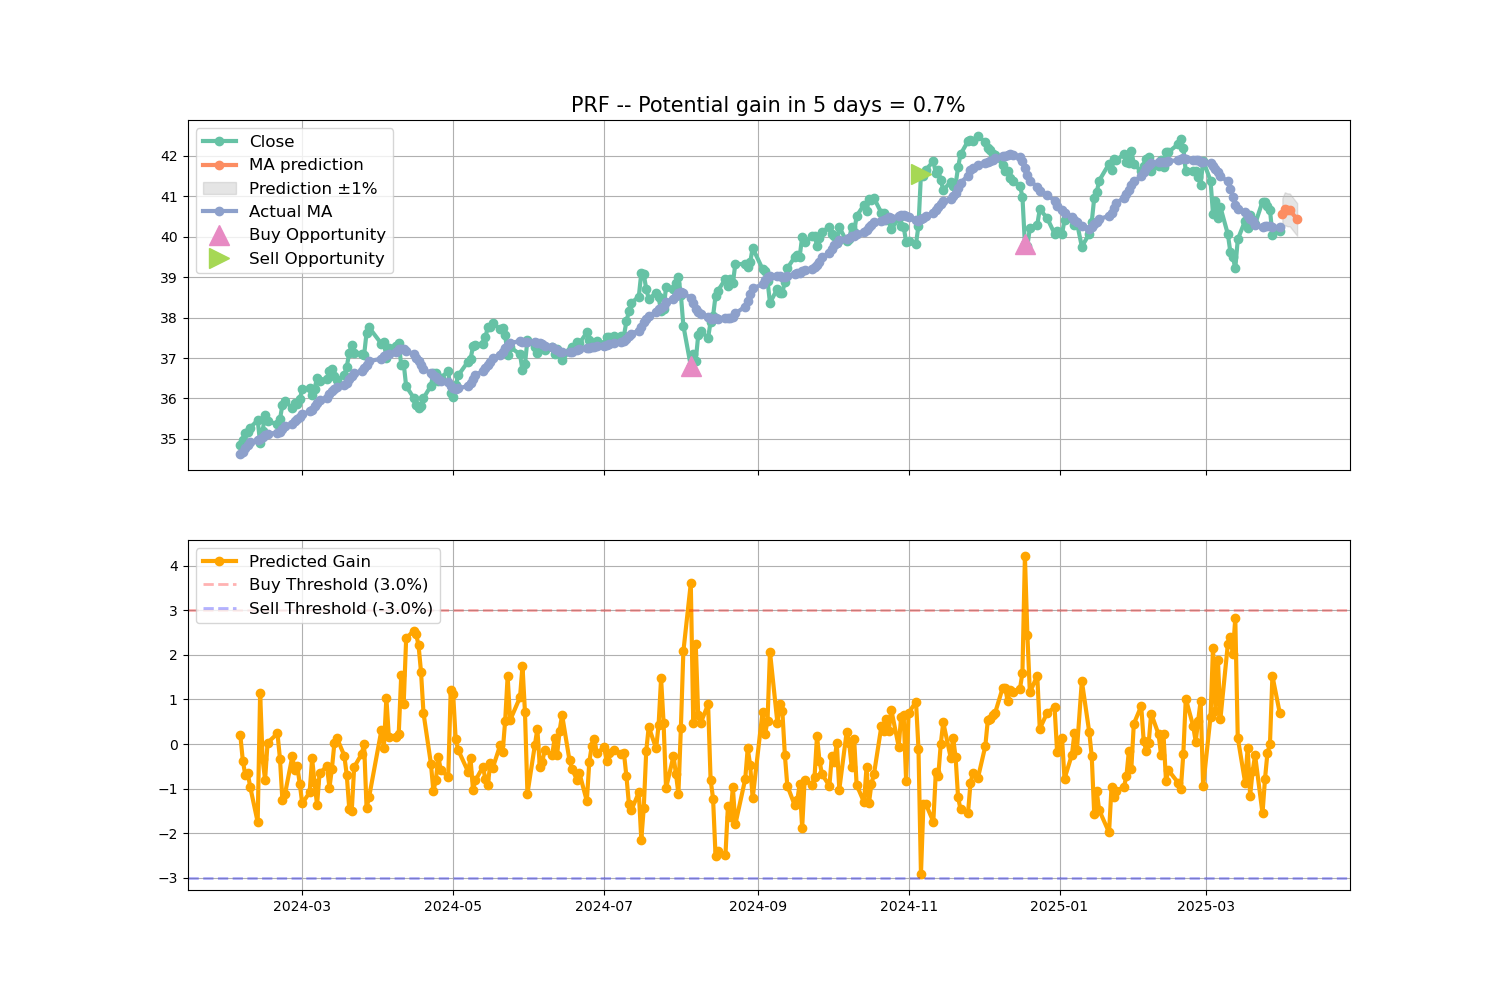 PRF -- Potential gain in 5 days = 0.7%
Close
MA prediction
Prediction ±1%
Actual MA
Buy Opportunity
Sell Opportunity
42
41
40
39
38
37
36
35
Predicted Gain
Buy Threshold (3.0%)
Sell Threshold (-3.0%)
4
3
2
1
0
−1
−2
−3
2024-03 2024-05 2024-07 2024-09 2024-11 2025-01 2025-03